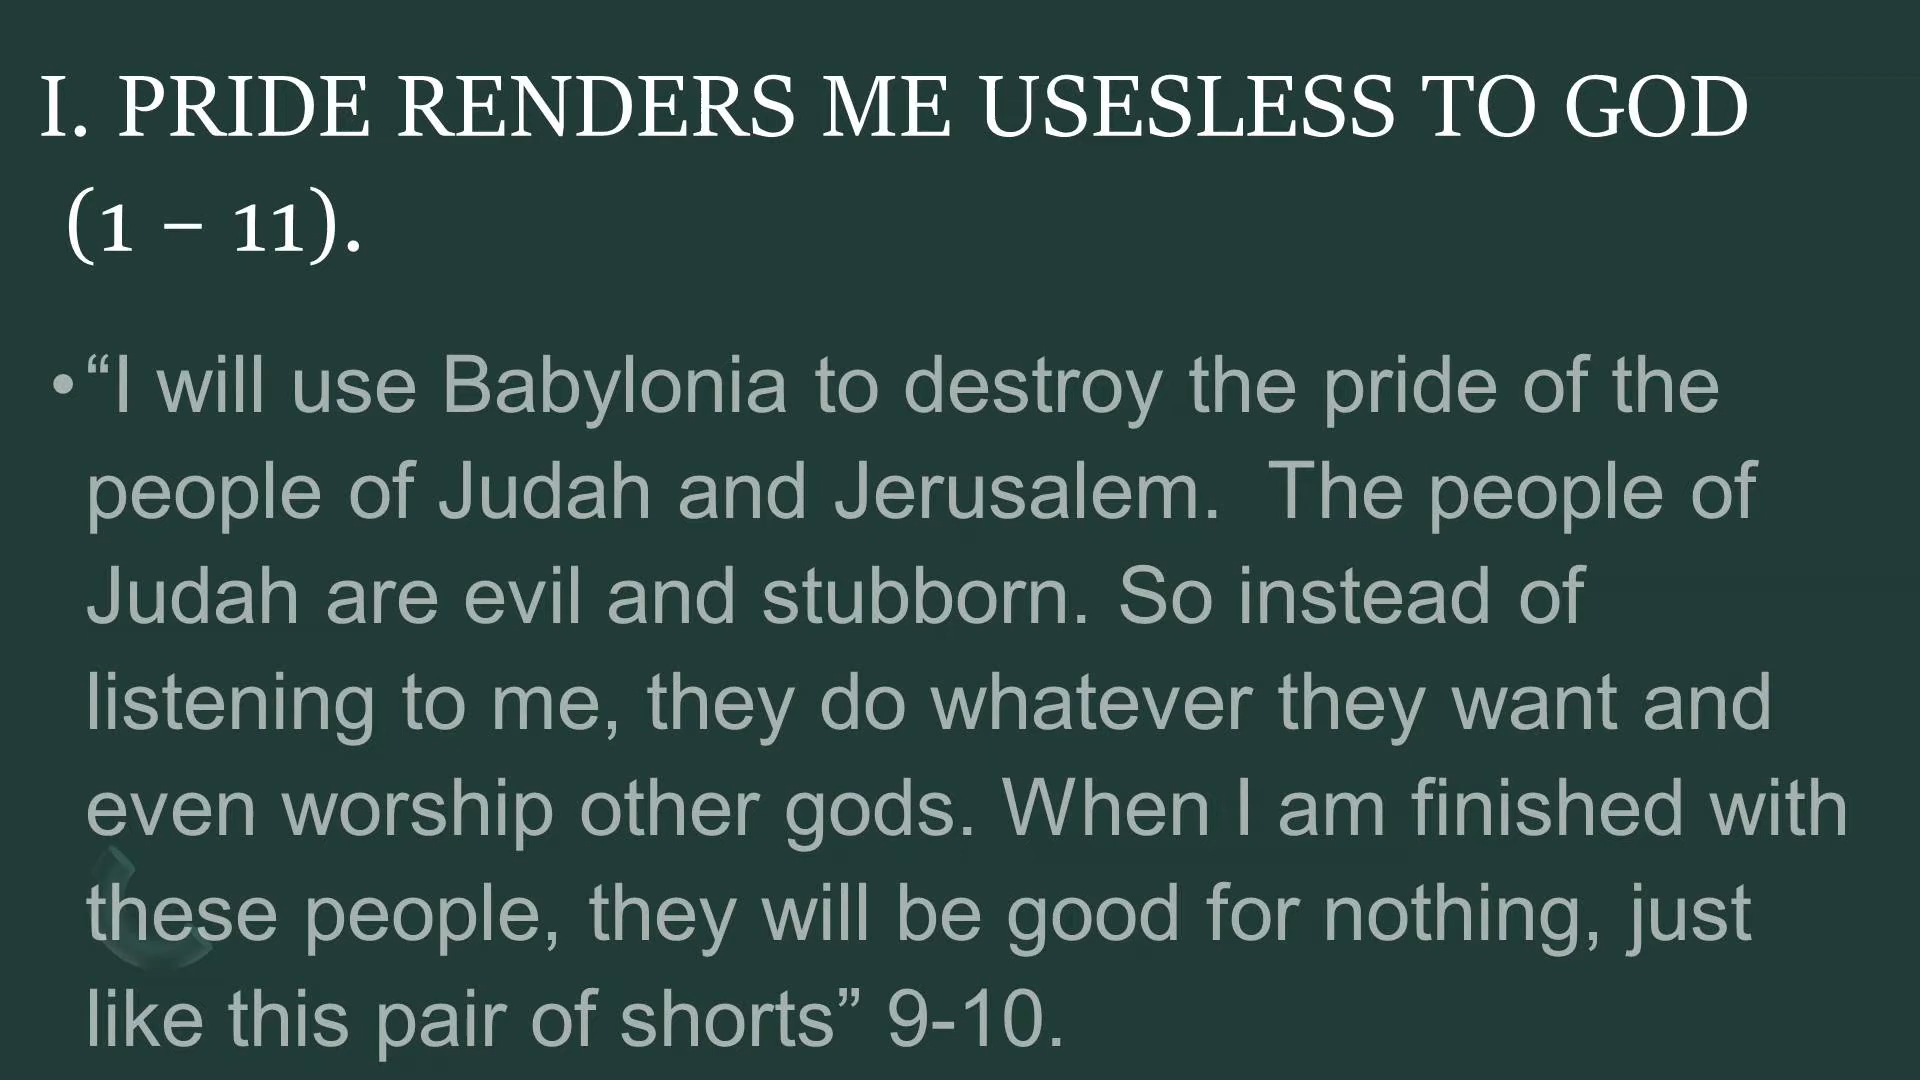 I. PRIDE RENDERS ME USESLESS TO GOD
(1 – 11).
•“I will use Babylonia to destroy the pride of the
people of Judah and Jerusalem.  The people of
Judah are evil and stubborn. So instead of
listening to me, they do whatever they want and
even worship other gods. When I am finished with
these people, they will be good for nothing, just
like this pair of shorts” 9-10.